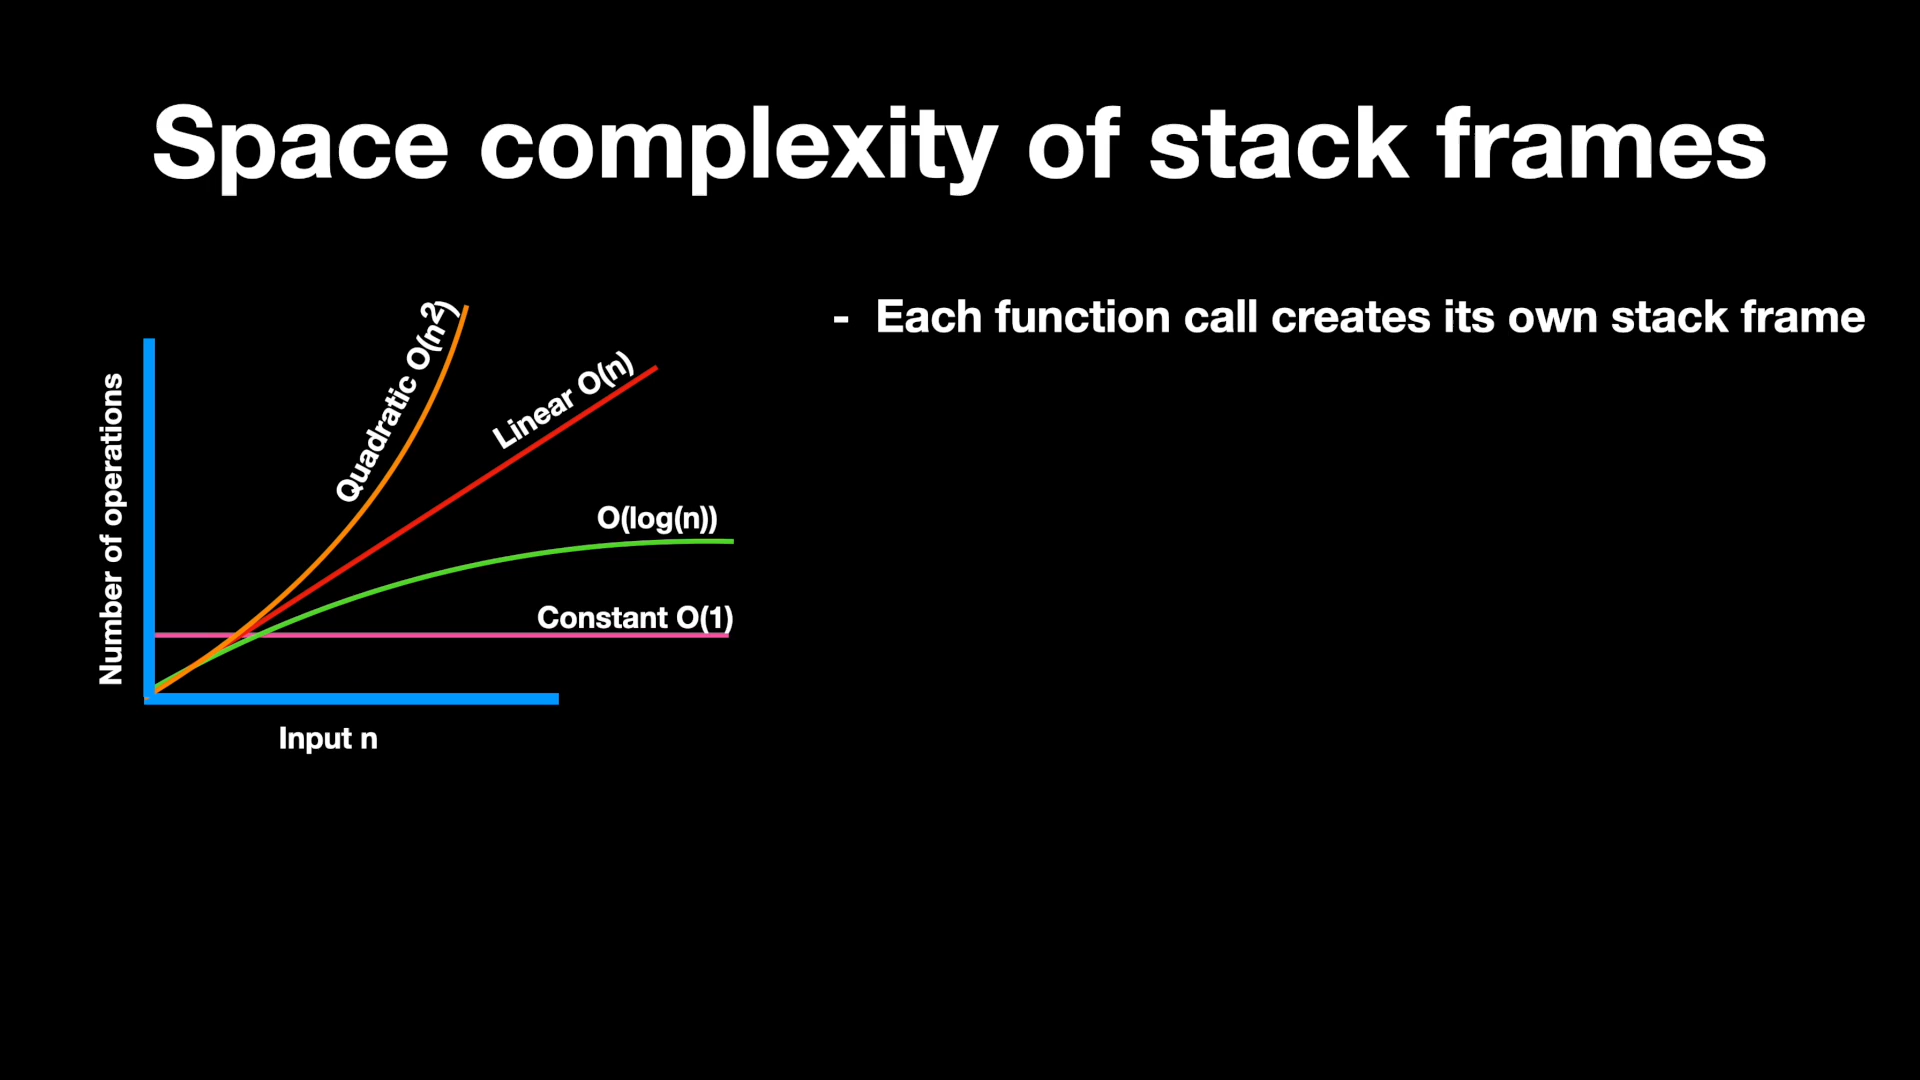 Space complexity of stack frames
- Each function call creates its own stack frame
Quadratic O(n²)
Linear O(n)
O(log(n))
Constant O(1)
Number of operations
Input n